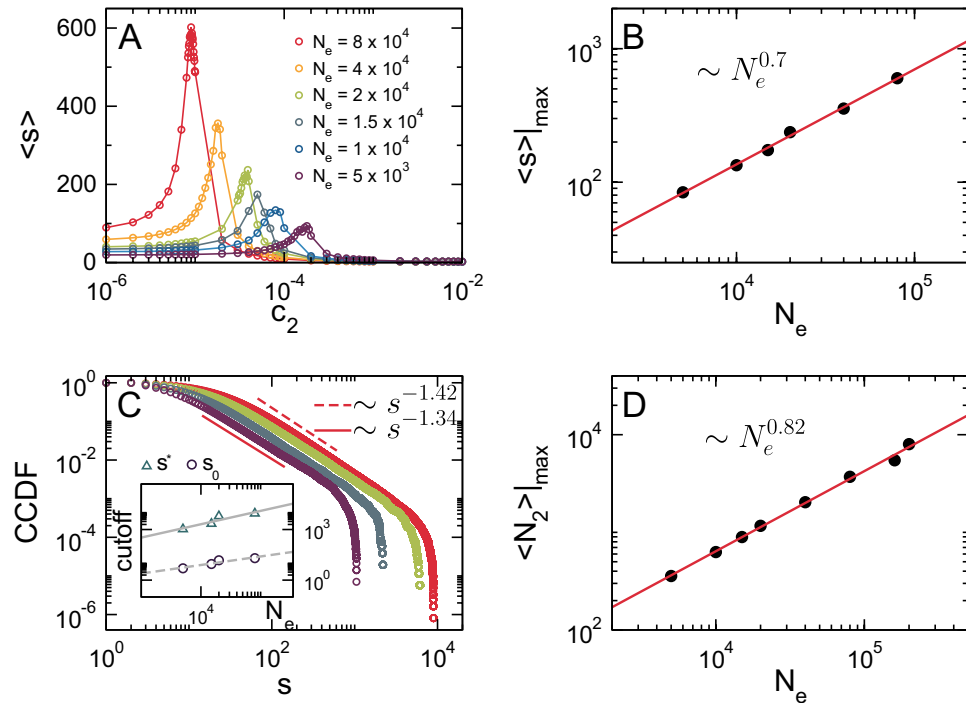 A
600
400
200
0
<s>
10^-6
10^-4
10^-2
c_2
N_e = 8 x 10^4
N_e = 4 x 10^4
N_e = 2 x 10^4
N_e = 1.5 x 10^4
N_e = 1 x 10^4
N_e = 5 x 10^3
B
10^3
10^2
<s>|_max
~ N_e^0.7
10^4
10^5
N_e
C
10^0
10^-2
10^-4
10^-6
CCDF
~ s^-1.42
~ s^-1.34
s*
s_0
cutoff
10^3
10^0
10^4
N_e
10^0
10^2
10^4
s
D
10^4
10^3
10^2
<N_2>|_max
~ N_e^0.82
10^4
10^5
N_e